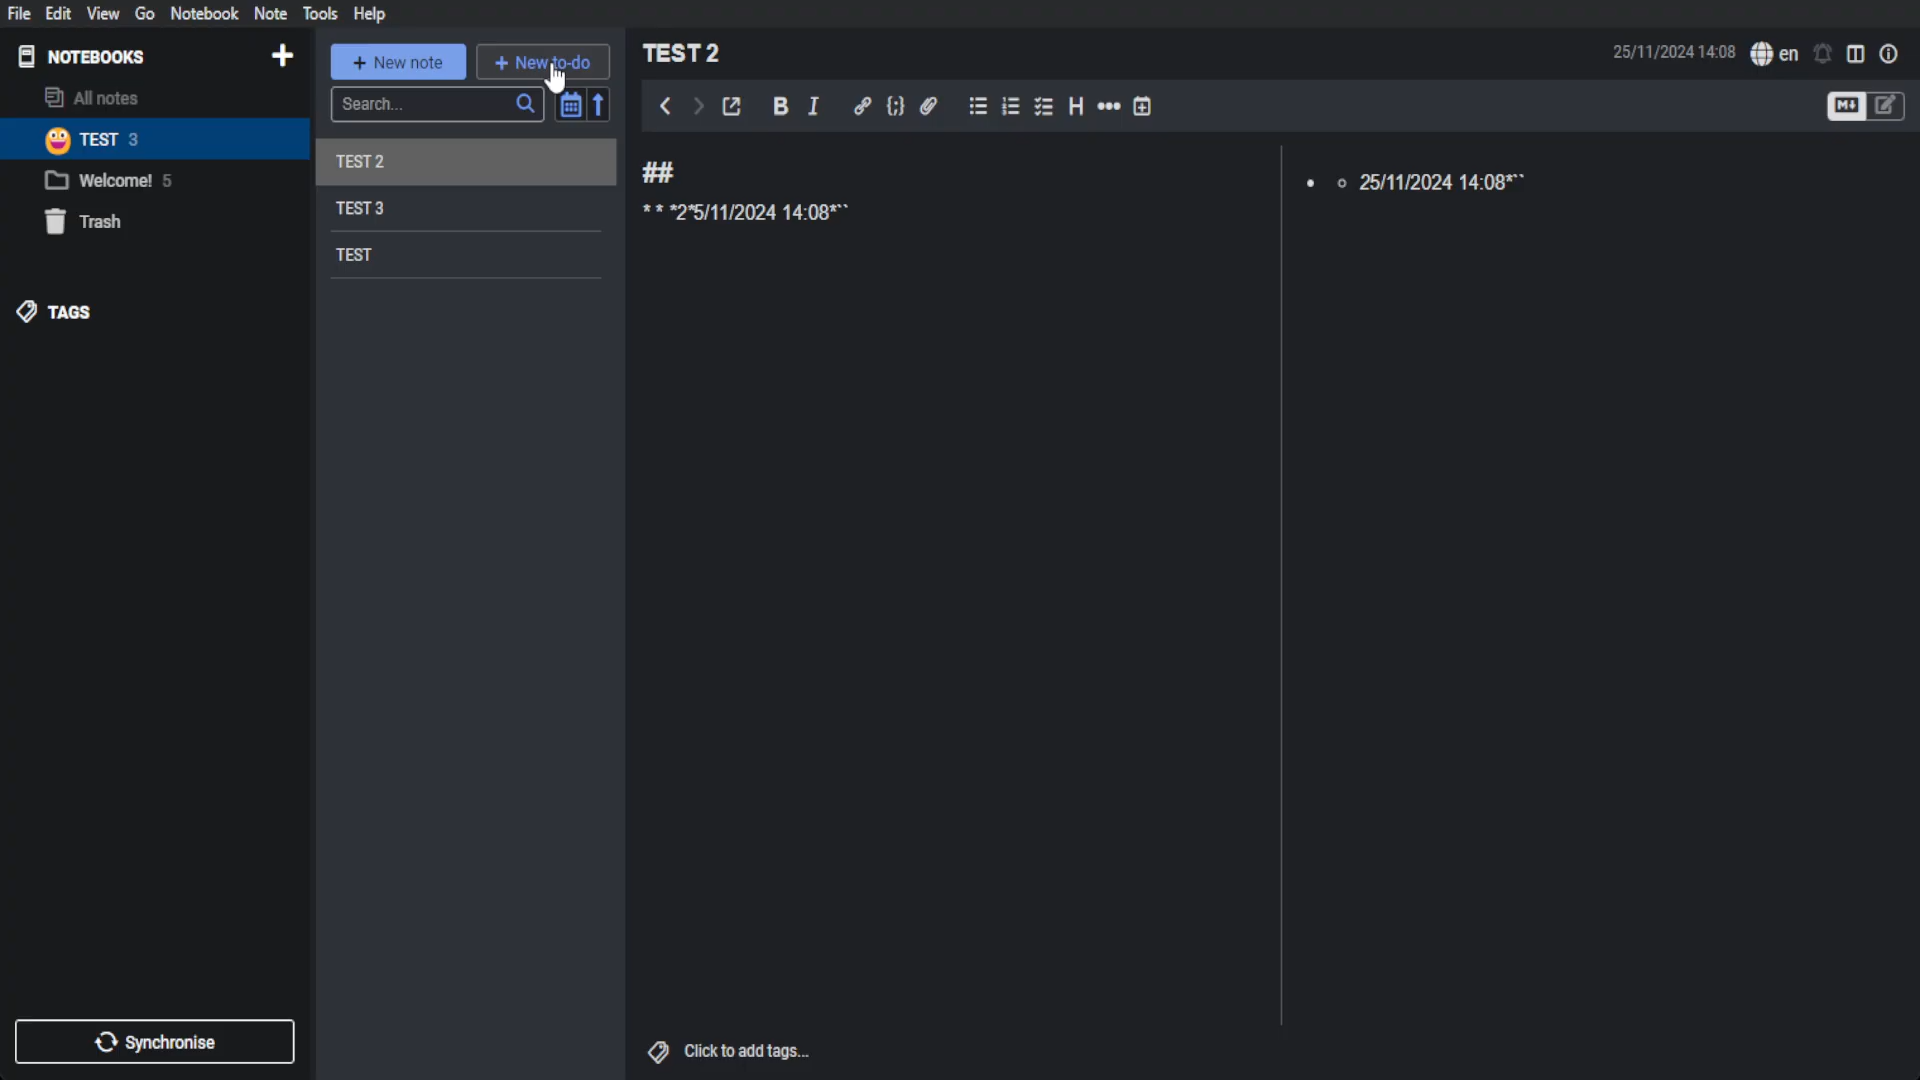 File Edit View Go Notebook Note Tools Help
NOTEBOOKS
All notes
TEST 3
Welcome! 5
Trash
TAGS
Synchronise
+ New note
+ New to-do
Search...
TEST 2
TEST 3
TEST
TEST 2
25/11/2024 14:08 en
##
* * *2*5/11/2024 14:08*``
25/11/2024 14:08*``
Click to add tags...